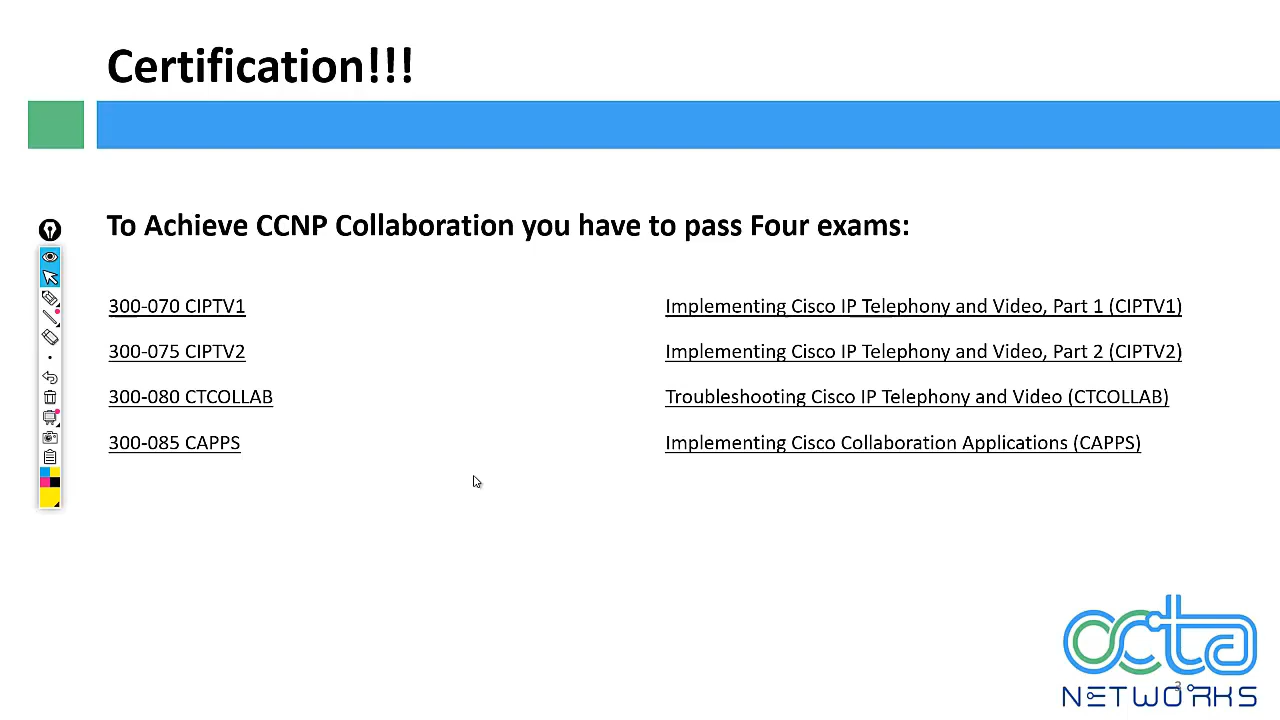 Certification!!!
To Achieve CCNP Collaboration you have to pass Four exams:
300-070 CIPTV1 Implementing Cisco IP Telephony and Video, Part 1 (CIPTV1)
300-075 CIPTV2 Implementing Cisco IP Telephony and Video, Part 2 (CIPTV2)
300-080 CTCOLLAB Troubleshooting Cisco IP Telephony and Video (CTCOLLAB)
300-085 CAPPS Implementing Cisco Collaboration Applications (CAPPS)
octa
NETWORKS
3